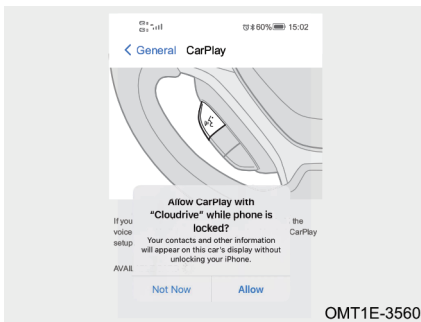 60% 15:02
General CarPlay
Allow CarPlay with
"Cloudrive" while phone is
locked?
If you the
voice CarPlay
setup
Your contacts and other information
will appear on this car's display without
unlocking your iPhone.
AVAIL
Not Now Allow
OMT1E-3560